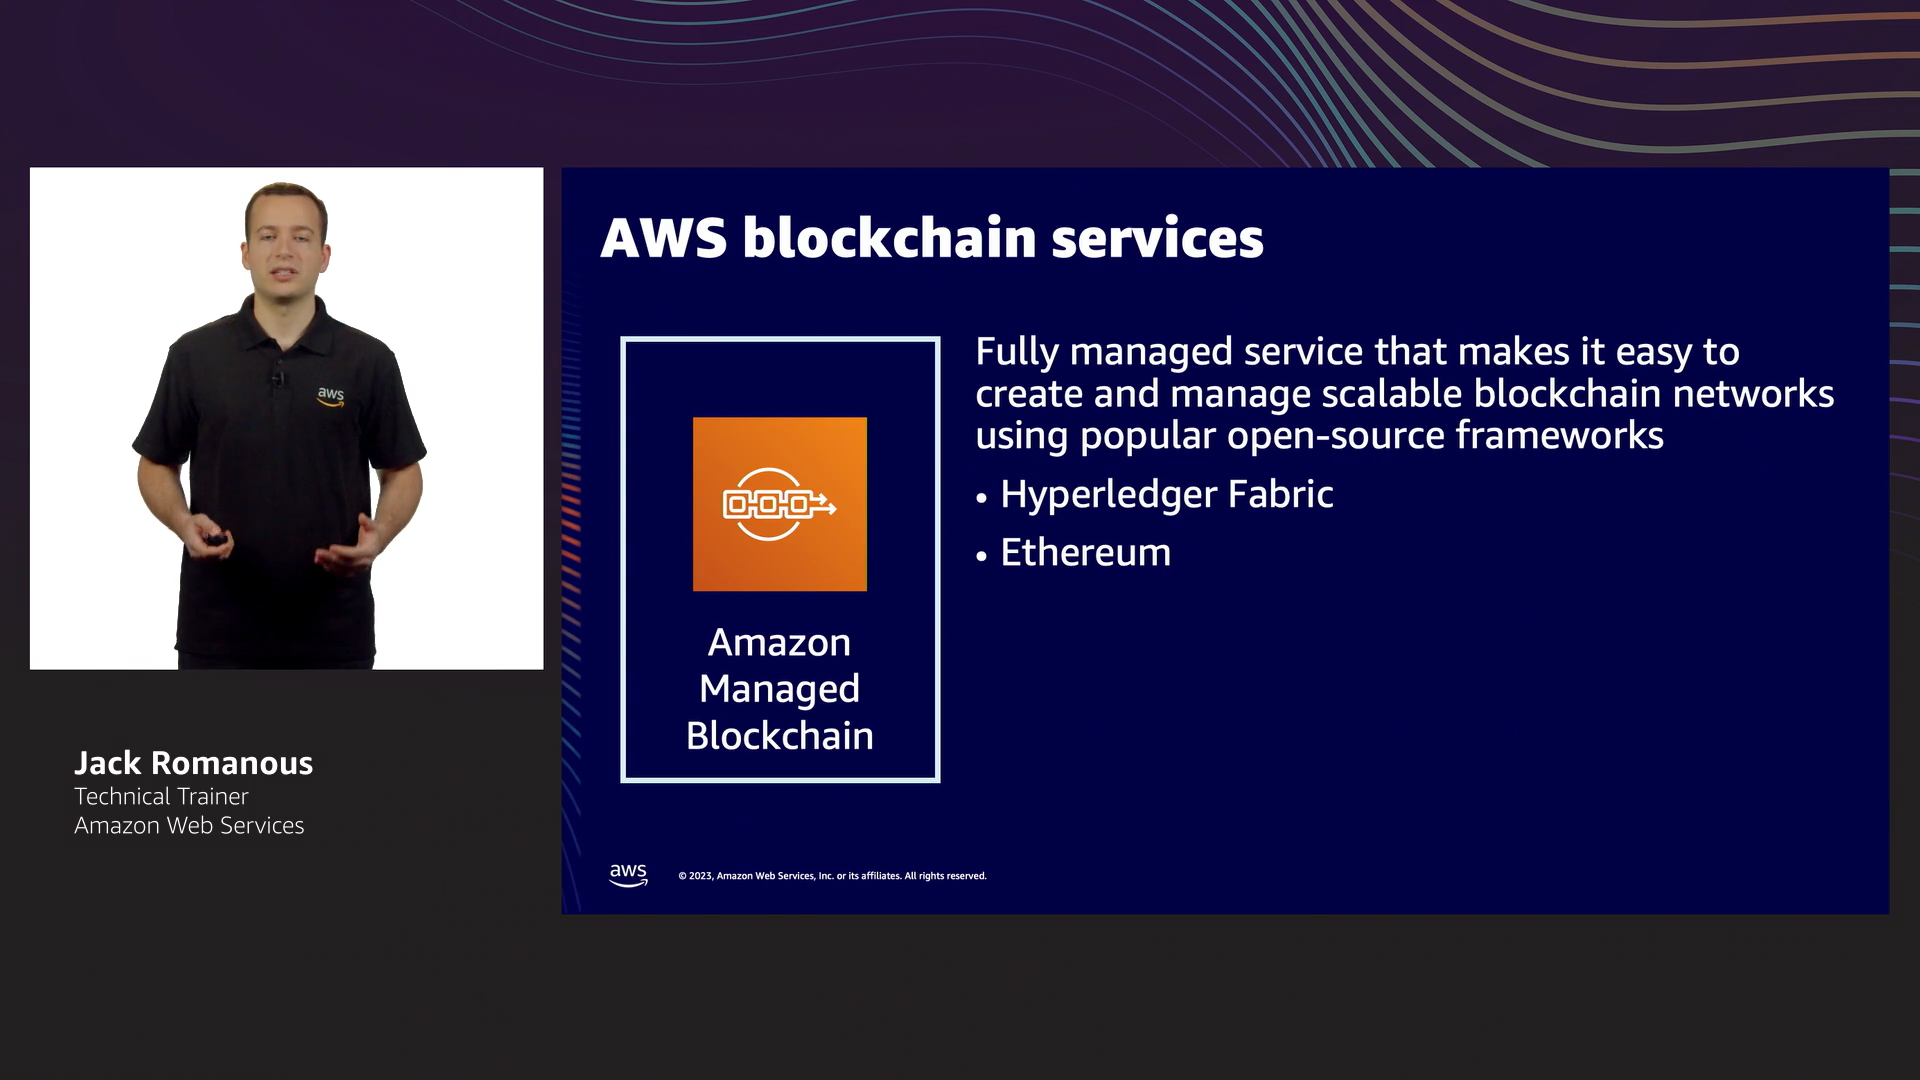 AWS blockchain services
aws
Fully managed service that makes it easy to
create and manage scalable blockchain networks
using popular open-source frameworks
• Hyperledger Fabric
• Ethereum
Amazon
Managed
Blockchain
Jack Romanous
Technical Trainer
Amazon Web Services
aws
© 2023, Amazon Web Services, Inc. or its affiliates. All rights reserved.